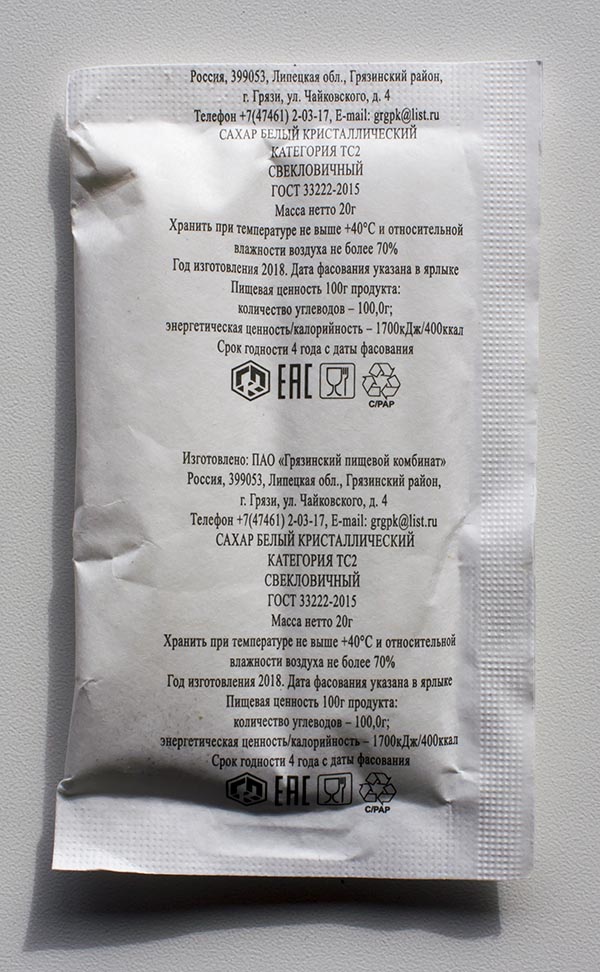 Россия, 399053, Липецкая обл., Грязинский район,
г. Грязи, ул. Чайковского, д. 4
Телефон +7(47461) 2-03-17, E-mail: grgpk@list.ru
САХАР БЕЛЫЙ КРИСТАЛЛИЧЕСКИЙ
КАТЕГОРИЯ ТС2
СВЕКЛОВИЧНЫЙ
ГОСТ 33222-2015
Масса нетто 20г
Хранить при температуре не выше +40°С и относительной
влажности воздуха не более 70%
Год изготовления 2018. Дата фасования указана в ярлыке
Пищевая ценность 100г продукта:
количество углеводов – 100,0г;
энергетическая ценность/калорийность – 1700кДж/400ккал
Срок годности 4 года с даты фасования
ЕАС
C/PAP
Изготовлено: ПАО «Грязинский пищевой комбинат»
Россия, 399053, Липецкая обл., Грязинский район,
г. Грязи, ул. Чайковского, д. 4
Телефон +7(47461) 2-03-17, E-mail: grgpk@list.ru
САХАР БЕЛЫЙ КРИСТАЛЛИЧЕСКИЙ
КАТЕГОРИЯ ТС2
СВЕКЛОВИЧНЫЙ
ГОСТ 33222-2015
Масса нетто 20г
Хранить при температуре не выше +40°С и относительной
влажности воздуха не более 70%
Год изготовления 2018. Дата фасования указана в ярлыке
Пищевая ценность 100г продукта:
количество углеводов – 100,0г;
энергетическая ценность/калорийность – 1700кДж/400ккал
Срок годности 4 года с даты фасования
ЕАС
C/PAP